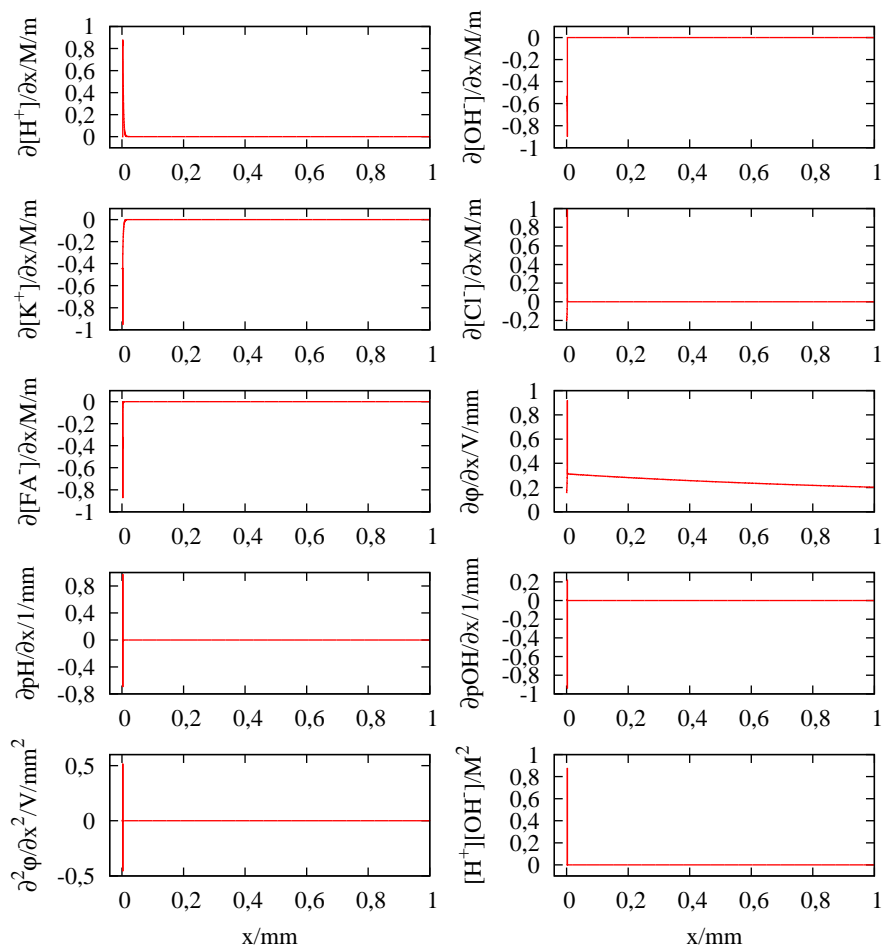 ∂[H⁺]/∂x/M/m
1
0,8
0,6
0,4
0,2
0
0 0,2 0,4 0,6 0,8 1
∂[OH⁻]/∂x/M/m
0
-0,2
-0,4
-0,6
-0,8
-1
0 0,2 0,4 0,6 0,8 1
∂[K⁺]/∂x/M/m
0
-0,2
-0,4
-0,6
-0,8
-1
0 0,2 0,4 0,6 0,8 1
∂[Cl⁻]/∂x/M/m
1
0,8
0,6
0,4
0,2
0
-0,2
0 0,2 0,4 0,6 0,8 1
∂[FA⁻]/∂x/M/m
0
-0,2
-0,4
-0,6
-0,8
-1
0 0,2 0,4 0,6 0,8 1
∂φ/∂x/V/mm
1
0,8
0,6
0,4
0,2
0
0 0,2 0,4 0,6 0,8 1
∂pH/∂x/1/mm
0,8
0,4
0
-0,4
-0,8
0 0,2 0,4 0,6 0,8 1
∂pOH/∂x/1/mm
0,2
0
-0,2
-0,4
-0,6
-0,8
-1
0 0,2 0,4 0,6 0,8 1
∂²φ/∂x²/V/mm²
0,5
0
-0,5
0 0,2 0,4 0,6 0,8 1
x/mm
[H⁺][OH⁻]/M²
1
0,8
0,6
0,4
0,2
0
0 0,2 0,4 0,6 0,8 1
x/mm